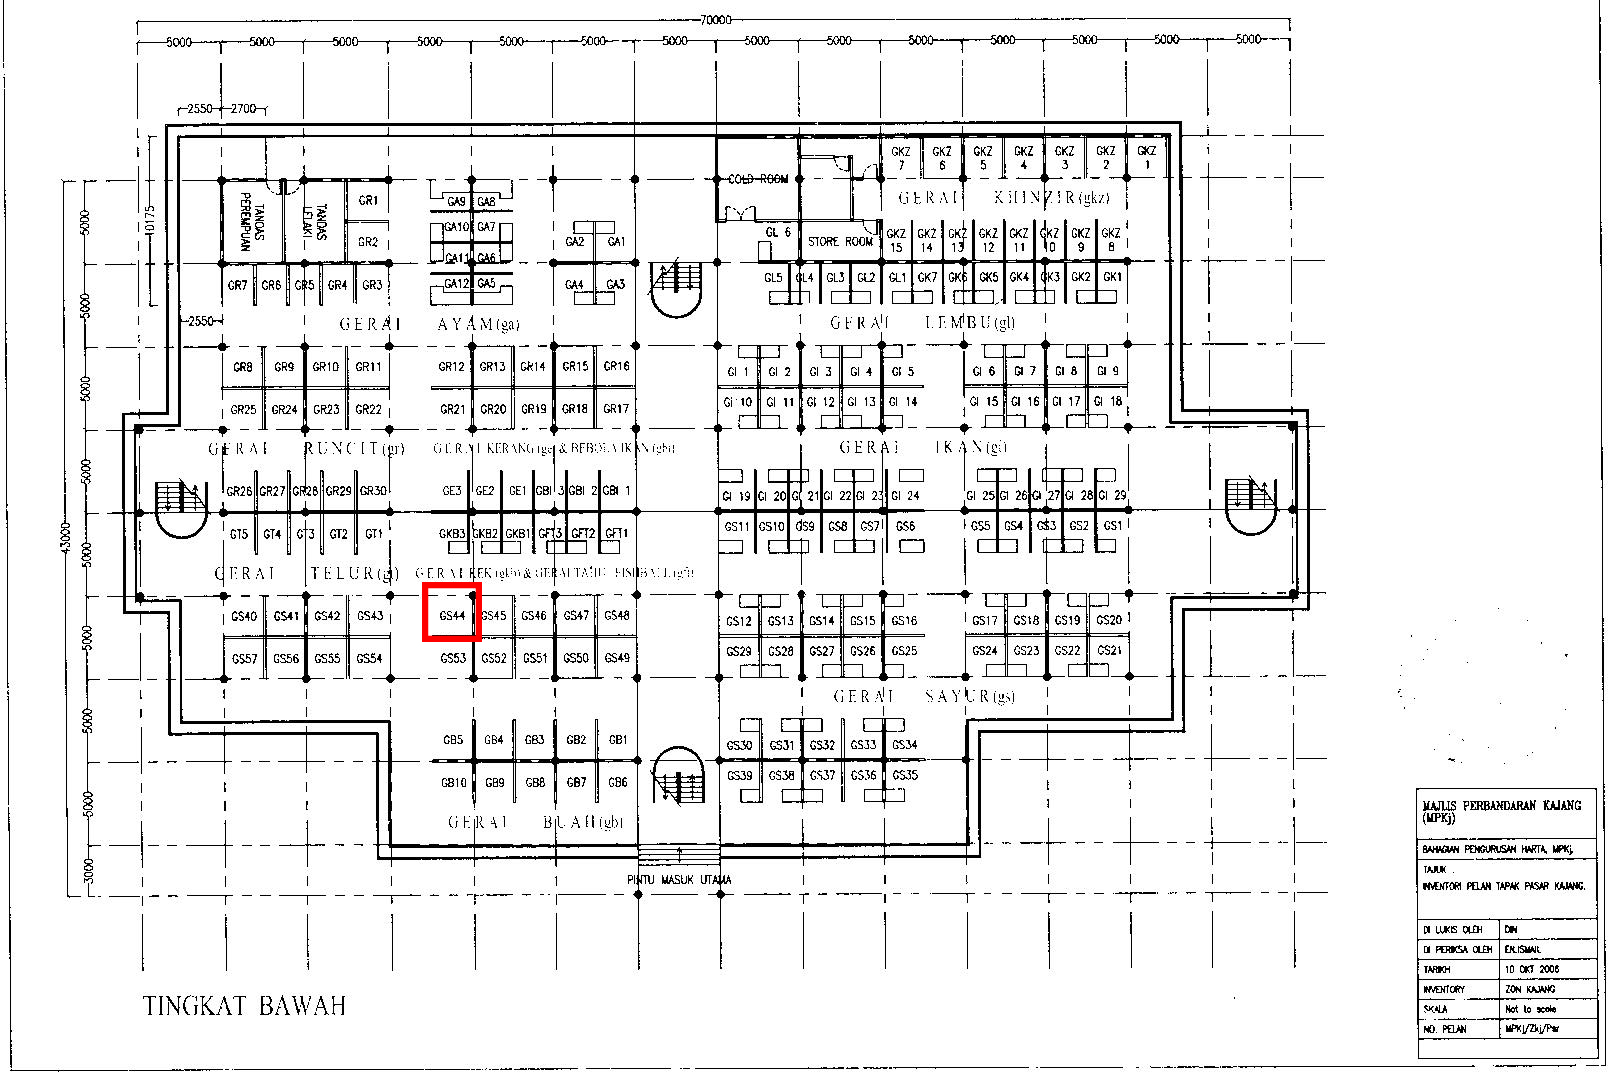 70000
5000 5000 5000 5000 5000 5000 5000 5000 5000 5000 5000 5000 5000 5000
2550 2700
10175
2550
43000
5000
5000
5000
5000
5000
5000
5000
5000
3000
GKZ 7 GKZ 6 GKZ 5 GKZ 4 GKZ 3 GKZ 2 GKZ 1
COLD ROOM
GERAI KHINZIR(gkz)
TANDAS PEREMPUAN
TANDAS LELAKI
GR1
GR2
GA9 GA8
GA10 GA7
GA11 GA6
GA12 GA5
GA2 GA1
GA4 GA3
GL 6
STORE ROOM
GKZ 15 GKZ 14 GKZ 13 GKZ 12 GKZ 11 GKZ 10 GKZ 9 GKZ 8
GR7 GR6 GR5 GR4 GR3
GL5 GL4 GL3 GL2 GL1 GK7 GK6 GK5 GK4 GK3 GK2 GK1
GERAI AYAM(ga)
GERAI LEMBU(gl)
GR8 GR9 GR10 GR11 GR12 GR13 GR14 GR15 GR16
GI 1 GI 2 GI 3 GI 4 GI 5 GI 6 GI 7 GI 8 GI 9
GR25 GR24 GR23 GR22 GR21 GR20 GR19 GR18 GR17
GI 10 GI 11 GI 12 GI 13 GI 14 GI 15 GI 16 GI 17 GI 18
GERAI RUNCIT(gr)
GERAI KERANG(ge) & BEBOLA IKAN(gbi)
GERAI IKAN(gi)
GR26 GR27 GR28 GR29 GR30 GE3 GE2 GE1 GBI 3 GBI 2 GBI 1
GI 19 GI 20 GI 21 GI 22 GI 23 GI 24 GI 25 GI 26 GI 27 GI 28 GI 29
GT5 GT4 GT3 GT2 GT1 GKB3 GKB2 GKB1 GFT3 GFT2 GFT1
GS11 GS10 GS9 GS8 GS7 GS6 GS5 GS4 GS3 GS2 GS1
GERAI TELUR(gt)
GERAI & GERAI
GS40 GS41 GS42 GS43 GS44 GS45 GS46 GS47 GS48
GS12 GS13 GS14 GS15 GS16 GS17 GS18 GS19 GS20
GS57 GS56 GS55 GS54 GS53 GS52 GS51 GS50 GS49
GS29 GS28 GS27 GS26 GS25 GS24 GS23 GS22 GS21
GERAI SAYUR(gs)
GB5 GB4 GB3 GB2 GB1
GS30 GS31 GS32 GS33 GS34
GB10 GB9 GB8 GB7 GB6
GS39 GS38 GS37 GS36 GS35
GERAI BUAH(gb)
PINTU MASUK UTAMA
TINGKAT BAWAH
MAJLIS PERBANDARAN KAJANG
(MPKj)
BAHAGIAN PENGURUSAN HARTA, MPKj,
TAJUK :
INVENTORI PELAN TAPAK PASAR KAJANG.
DI LUKIS OLEH DIN
DI PERIKSA OLEH EN.ISMAIL
TARIKH 10 OKT 2006
INVENTORY ZON KAJANG
SKALA Not to scale
NO. PELAN MPKj/Zkj/Psr